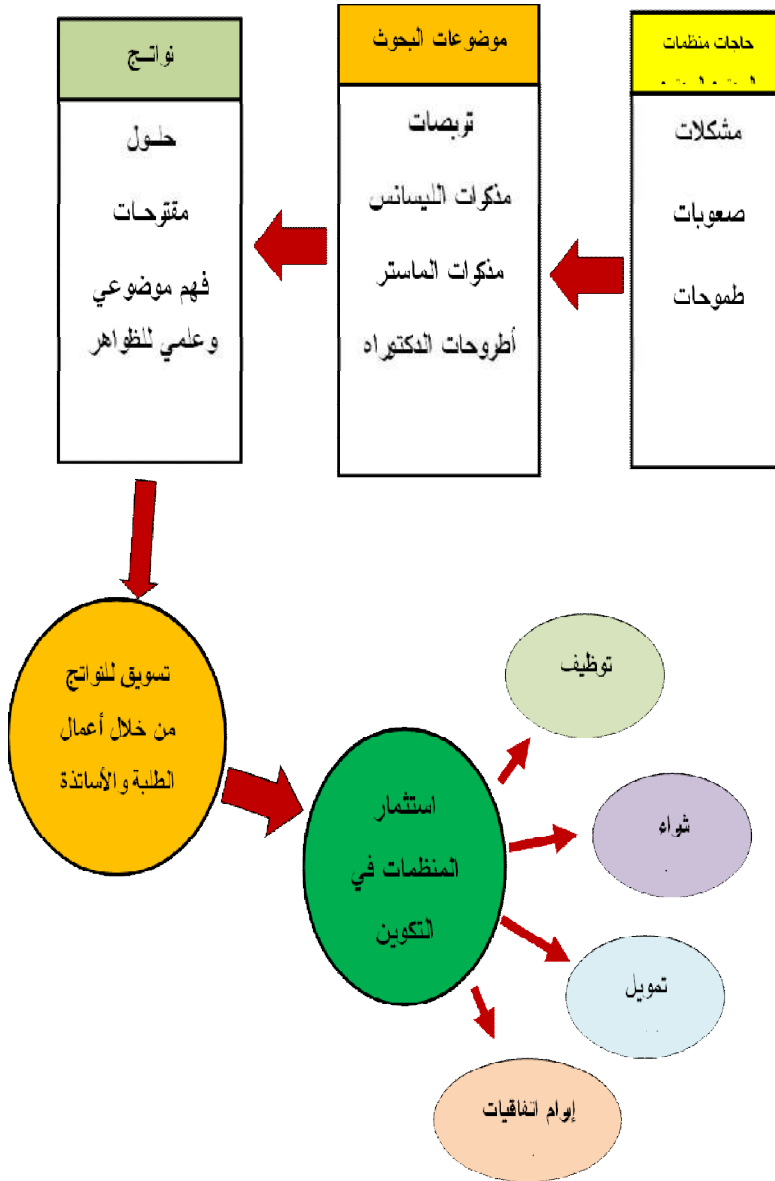 حاجات منظمات
مشكلات
صعوبات
طموحات
موضوعات البحوث
تربصات
مذكرات الليسانس
مذكرات الماستر
أطروحات الدكتوراه
نواتج
حلول
مقترحات
فهم موضوعي
وعلمي للظواهر
تسويق للنواتج
من خلال أعمال
الطلبة والأساتذة
استثمار
المنظمات في
التكوين
توظيف
شراء
تمويل
إبرام اتفاقيات